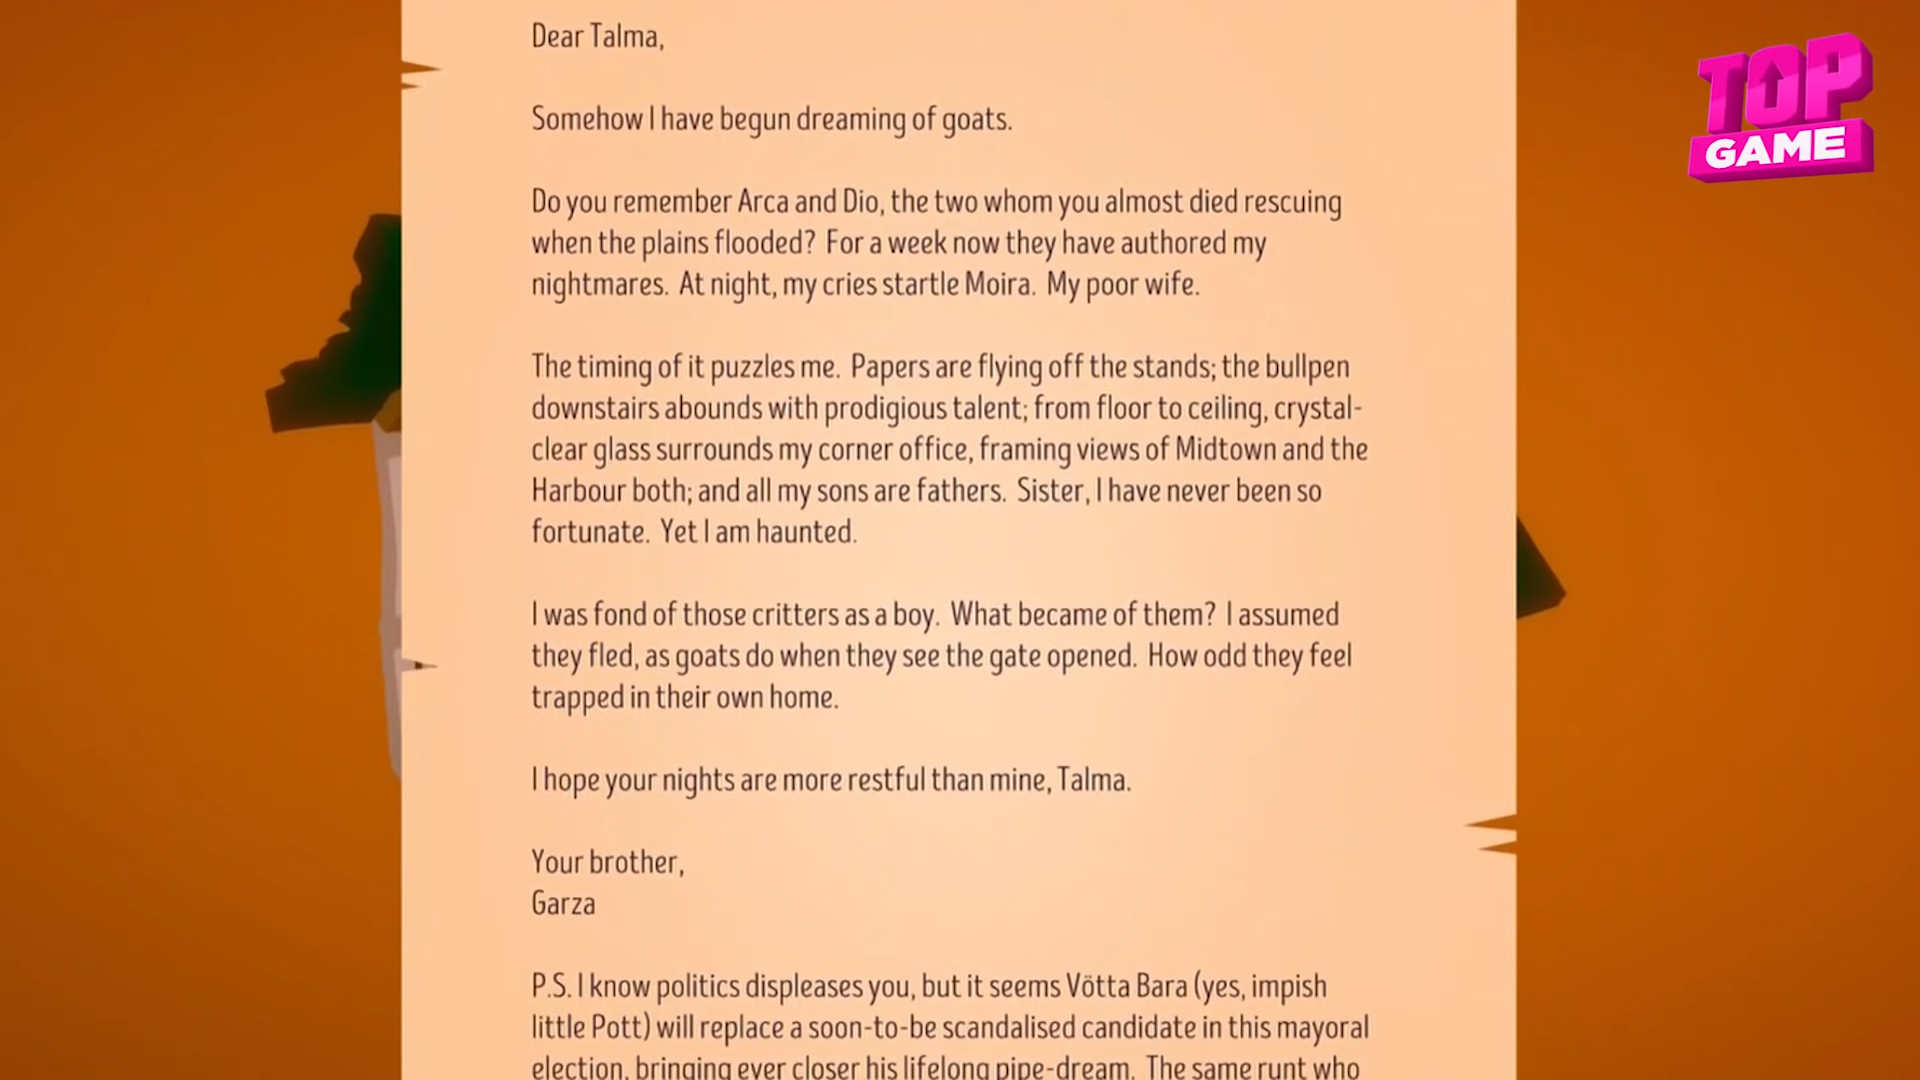 Dear Talma,
Somehow I have begun dreaming of goats.
Do you remember Arca and Dio, the two whom you almost died rescuing
when the plains flooded? For a week now they have authored my
nightmares. At night, my cries startle Moira. My poor wife.
The timing of it puzzles me. Papers are flying off the stands; the bullpen
downstairs abounds with prodigious talent; from floor to ceiling, crystal-
clear glass surrounds my corner office, framing views of Midtown and the
Harbour both; and all my sons are fathers. Sister, I have never been so
fortunate. Yet I am haunted.
I was fond of those critters as a boy. What became of them? I assumed
they fled, as goats do when they see the gate opened. How odd they feel
trapped in their own home.
I hope your nights are more restful than mine, Talma.
Your brother,
Garza
P.S. I know politics displeases you, but it seems Vötta Bara (yes, impish
little Pott) will replace a soon-to-be scandalised candidate in this mayoral
election, bringing ever closer his lifelong pipe-dream. The same runt who
TOP
GAME